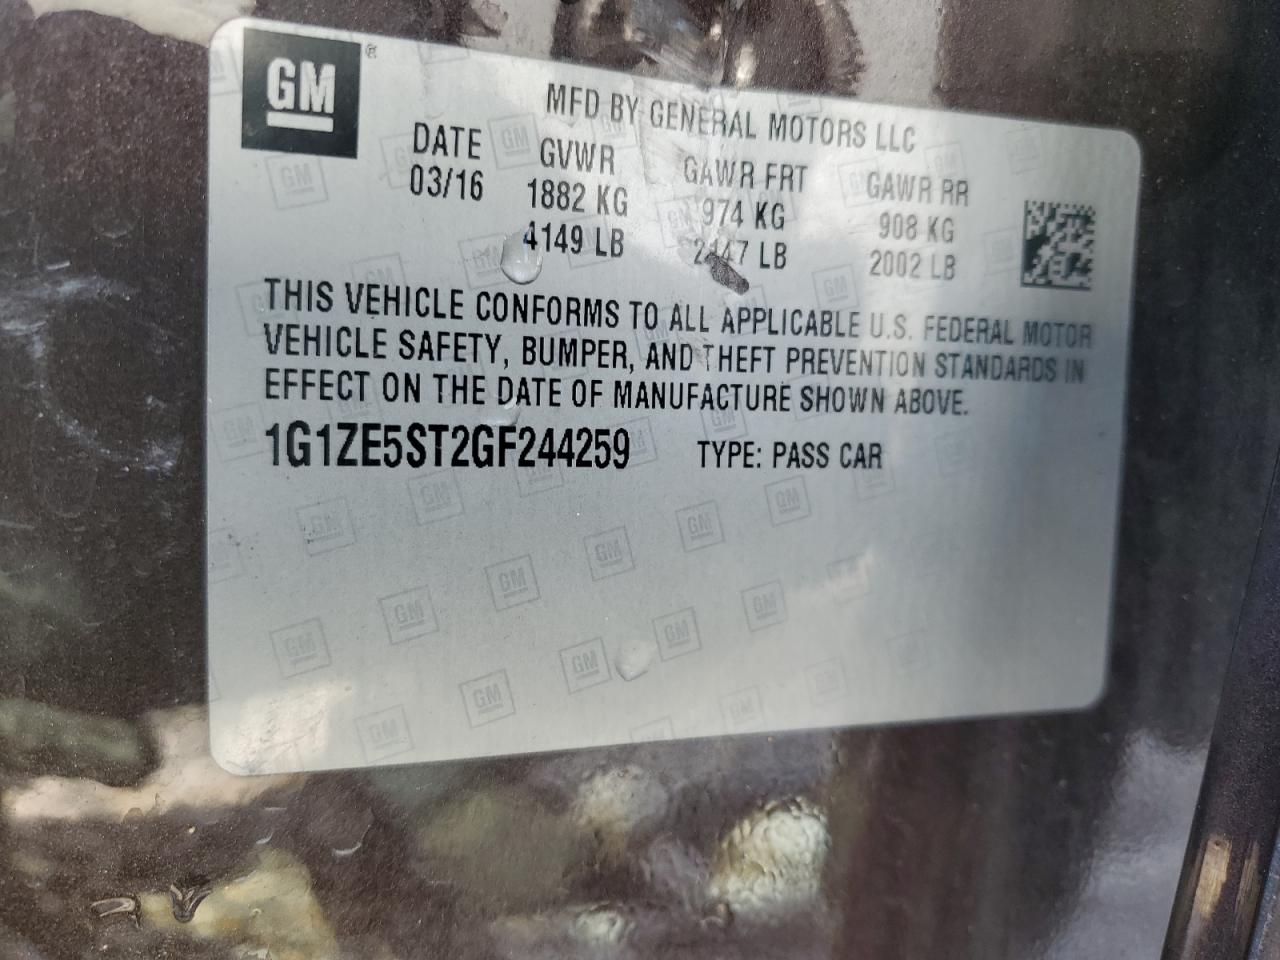 GM
MFD BY GENERAL MOTORS LLC
DATE GVWR GAWR FRT GAWR RR
03/16 1882 KG 974 KG 908 KG
4149 LB 2147 LB 2002 LB
THIS VEHICLE CONFORMS TO ALL APPLICABLE U.S. FEDERAL MOTOR
VEHICLE SAFETY, BUMPER, AND THEFT PREVENTION STANDARDS IN
EFFECT ON THE DATE OF MANUFACTURE SHOWN ABOVE.
1G1ZE5ST2GF244259 TYPE: PASS CAR